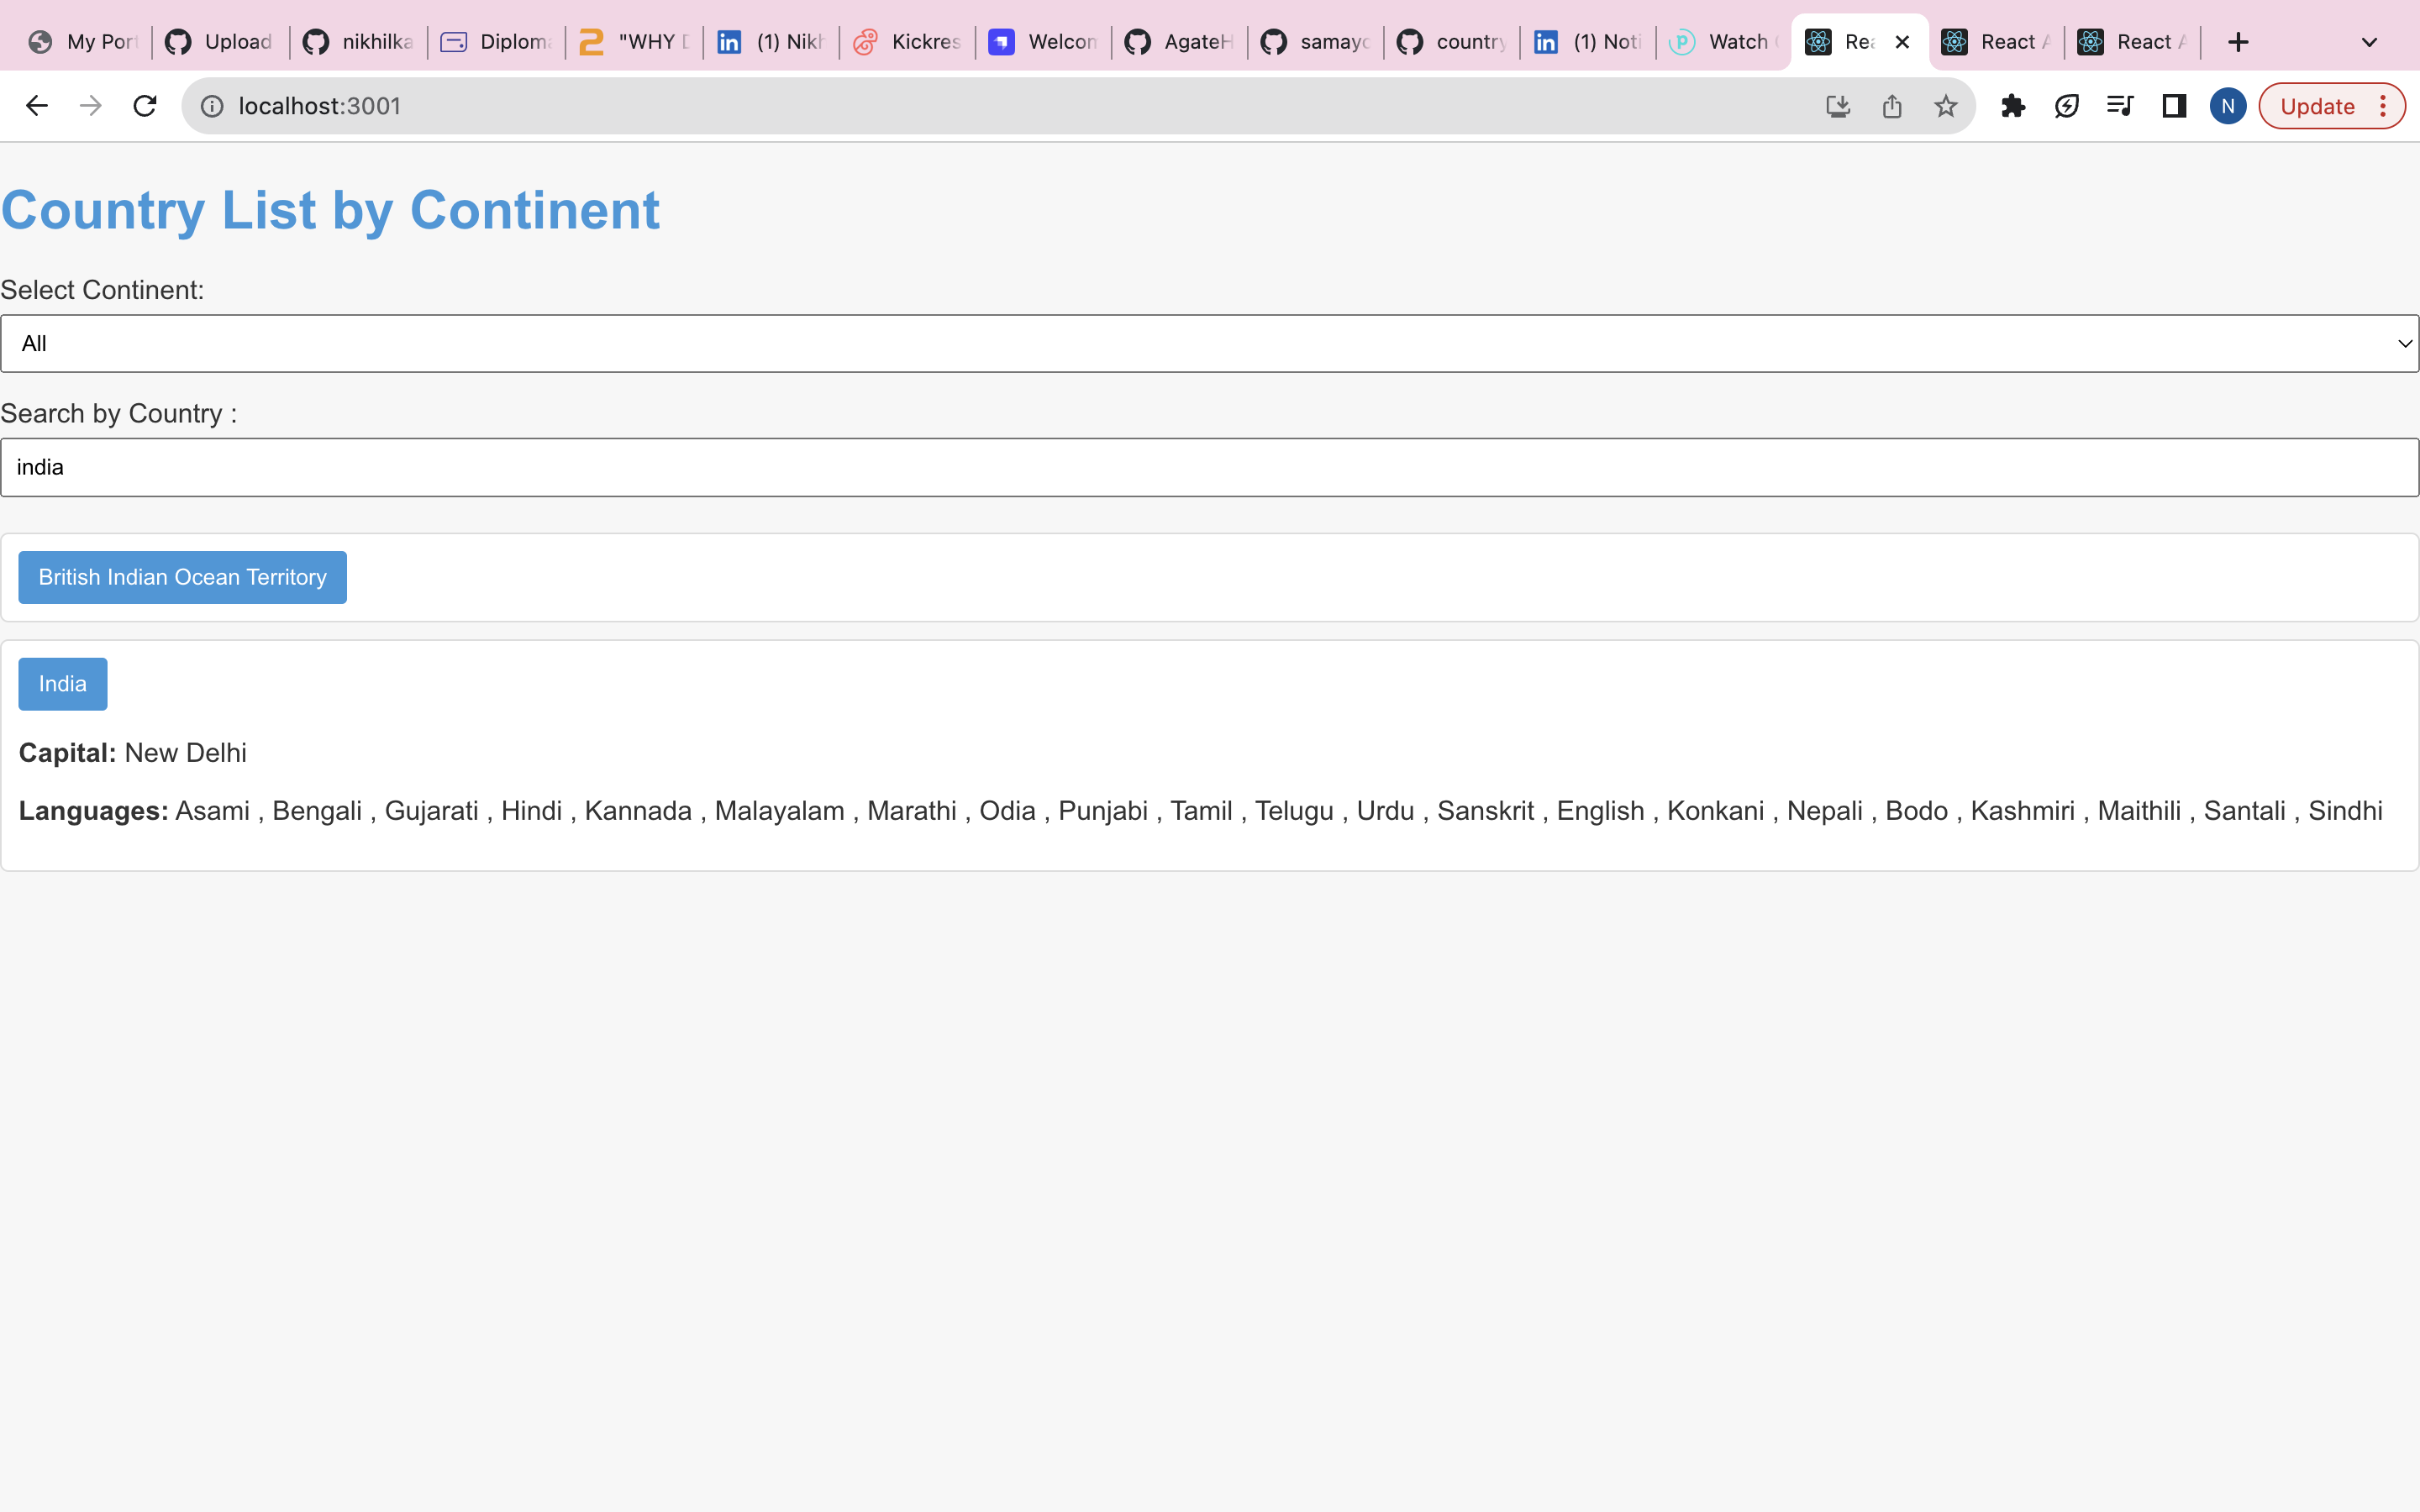 My Por
Upload
nikhilka
Diploma
"WHY D
(1) Nikh
Kickres
Welcom
AgateH
samayc
country
(1) Noti
Watch
Rea
React A
React A
localhost:3001
N
Update
Country List by Continent
Select Continent:
All
Search by Country :
india
British Indian Ocean Territory
India
Capital: New Delhi
Languages: Asami , Bengali , Gujarati , Hindi , Kannada , Malayalam , Marathi , Odia , Punjabi , Tamil , Telugu , Urdu , Sanskrit , English , Konkani , Nepali , Bodo , Kashmiri , Maithili , Santali , Sindhi